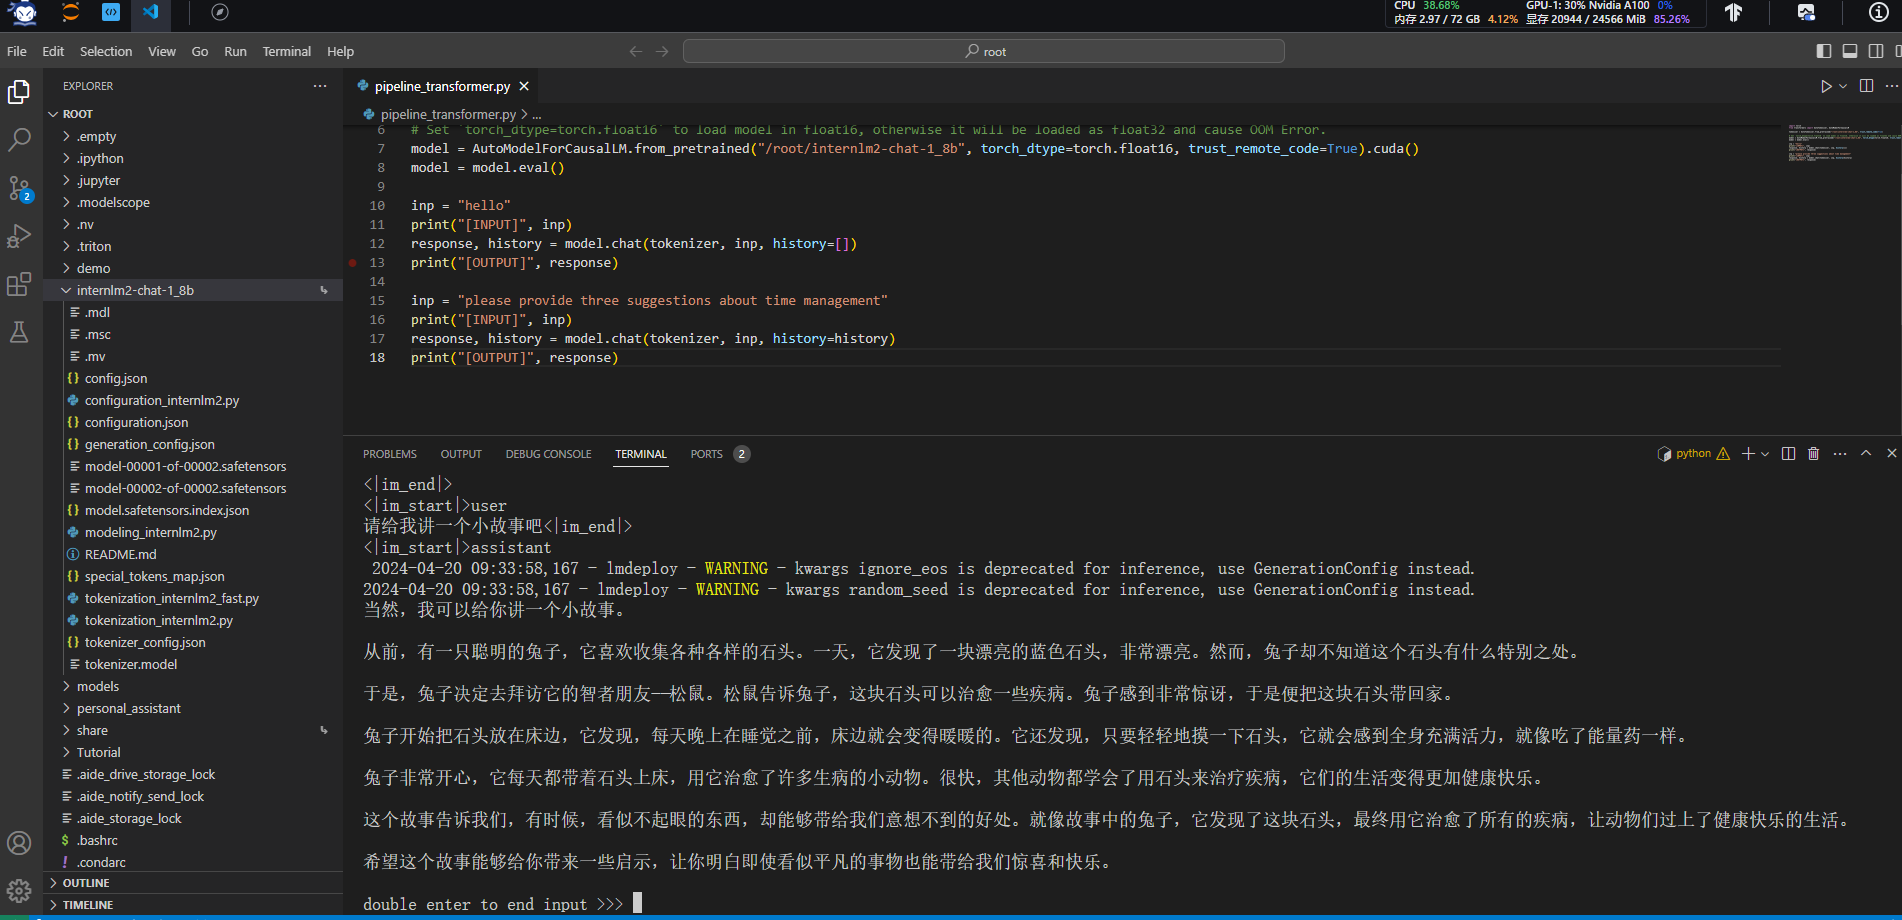 CPU 38.68%
GPU-1: 30% Nvidia A100 0%
内存 2.97 / 72 GB 4.12%
显存 20944 / 24566 MiB 85.26%
File Edit Selection View Go Run Terminal Help
root
EXPLORER
ROOT
.empty
.ipython
.jupyter
.modelscope
2
.nv
.triton
demo
internlm2-chat-1_8b
.mdl
.msc
.mv
config.json
configuration_internlm2.py
configuration.json
generation_config.json
model-00001-of-00002.safetensors
model-00002-of-00002.safetensors
model.safetensors.index.json
modeling_internlm2.py
README.md
special_tokens_map.json
tokenization_internlm2_fast.py
tokenization_internlm2.py
tokenizer_config.json
tokenizer.model
models
personal_assistant
share
Tutorial
.aide_drive_storage_lock
.aide_notify_send_lock
.aide_storage_lock
$ .bashrc
! .condarc
OUTLINE
TIMELINE
pipeline_transformer.py
pipeline_transformer.py > ...
6 # Set `torch_dtype=torch.float16` to load model in float16, otherwise it will be loaded as float32 and cause OOM Error.
7 model = AutoModelForCausalLM.from_pretrained("/root/internlm2-chat-1_8b", torch_dtype=torch.float16, trust_remote_code=True).cuda()
8 model = model.eval()
9
10 inp = "hello"
11 print("[INPUT]", inp)
12 response, history = model.chat(tokenizer, inp, history=[])
13 print("[OUTPUT]", response)
14
15 inp = "please provide three suggestions about time management"
16 print("[INPUT]", inp)
17 response, history = model.chat(tokenizer, inp, history=history)
18 print("[OUTPUT]", response)
PROBLEMS OUTPUT DEBUG CONSOLE TERMINAL PORTS 2
python
<|im_end|>
<|im_start|>user
请给我讲一个小故事吧<|im_end|>
<|im_start|>assistant
2024-04-20 09:33:58,167 - lmdeploy - WARNING - kwargs ignore_eos is deprecated for inference, use GenerationConfig instead.
2024-04-20 09:33:58,167 - lmdeploy - WARNING - kwargs random_seed is deprecated for inference, use GenerationConfig instead.
当然，我可以给你讲一个小故事。
从前，有一只聪明的兔子，它喜欢收集各种各样的石头。一天，它发现了一块漂亮的蓝色石头，非常漂亮。然而，兔子却不知道这个石头有什么特别之处。
于是，兔子决定去拜访它的智者朋友——松鼠。松鼠告诉兔子，这块石头可以治愈一些疾病。兔子感到非常惊讶，于是便把这块石头带回家。
兔子开始把石头放在床边，它发现，每天晚上在睡觉之前，床边就会变得暖暖的。它还发现，只要轻轻地摸一下石头，它就会感到全身充满活力，就像吃了能量药一样。
兔子非常开心，它每天都带着石头上床，用它治愈了许多生病的小动物。很快，其他动物都学会了用石头来治疗疾病，它们的生活变得更加健康快乐。
这个故事告诉我们，有时候，看似不起眼的东西，却能够带给我们意想不到的好处。就像故事中的兔子，它发现了这块石头，最终用它治愈了所有的疾病，让动物们过上了健康快乐的生活。
希望这个故事能够给你带来一些启示，让你明白即使看似平凡的事物也能带给我们惊喜和快乐。
double enter to end input >>>